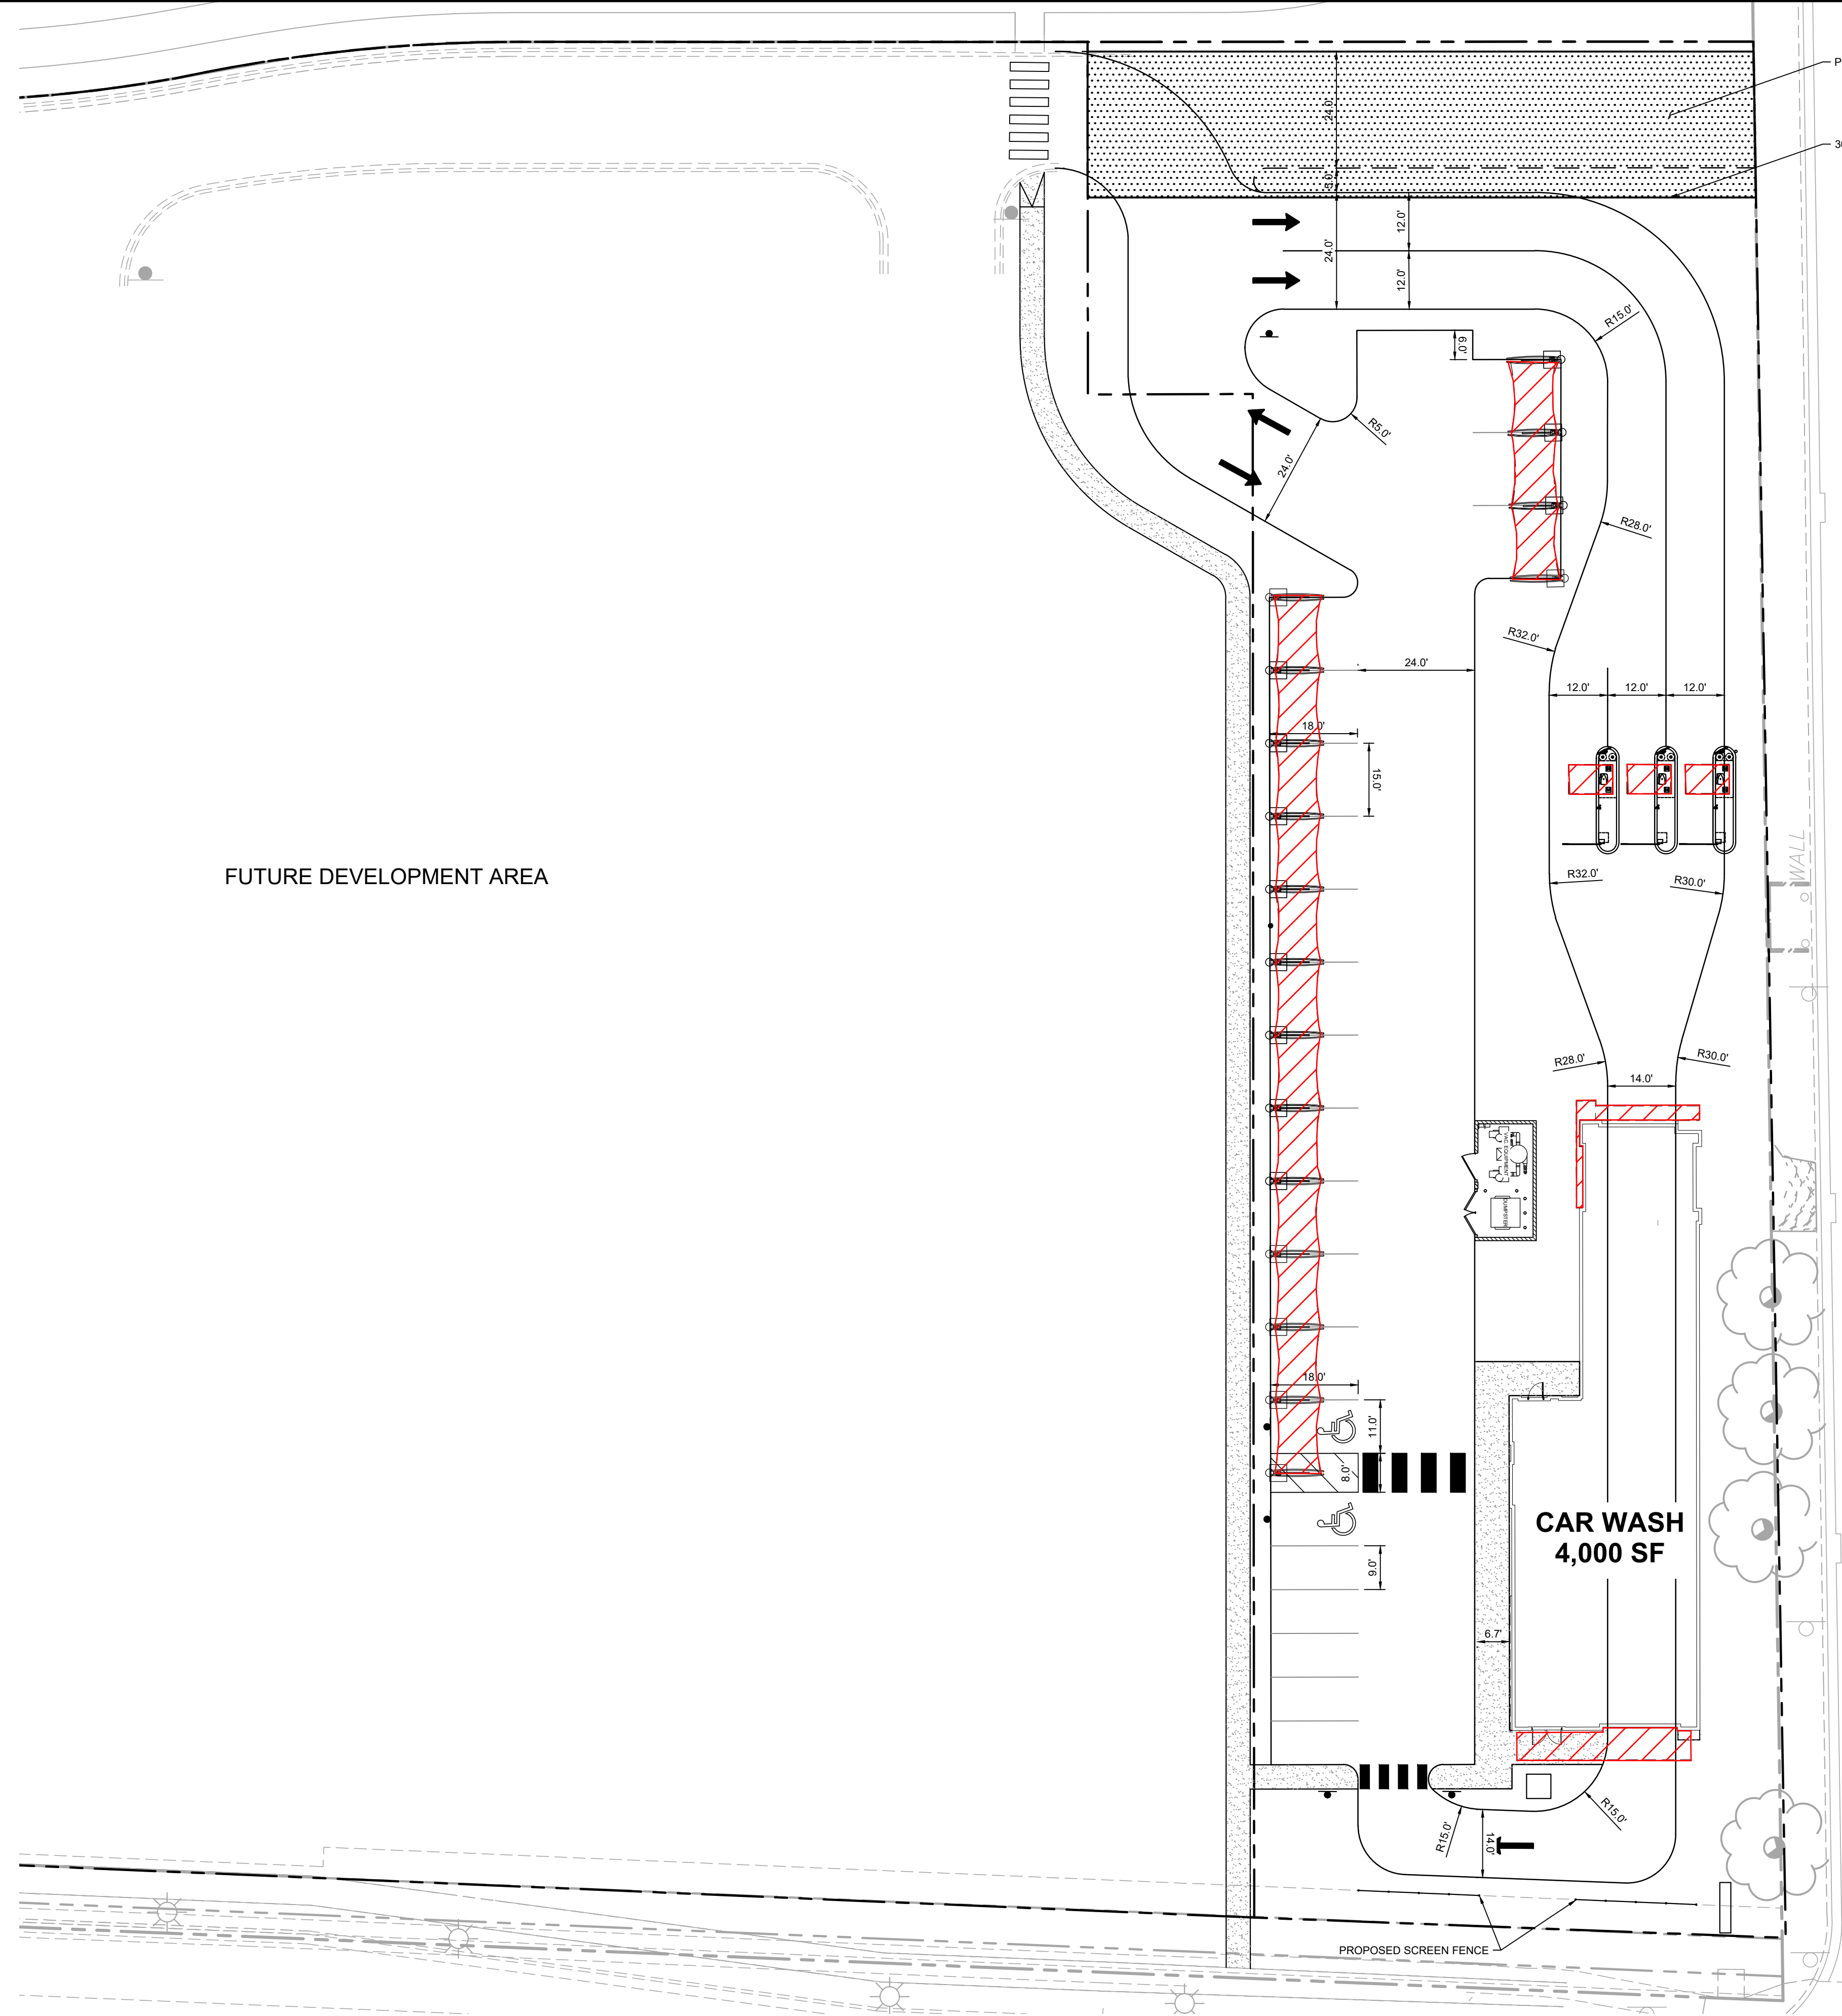 P
30
24.0'
5.0'
12.0'
24.0'
12.0'
R15.0'
6.0'
R5.0'
24.0'
R28.0'
R32.0'
24.0'
12.0'
12.0'
12.0'
18.0'
15.0'
WALL
FUTURE DEVELOPMENT AREA
R32.0'
R30.0'
R28.0'
R30.0'
14.0'
VAC EQUIPMENT
DUMPSTER
18.0'
11.0'
8.0'
CAR WASH
4,000 SF
9.0'
6.7'
R15.0'
R15.0'
14.0'
PROPOSED SCREEN FENCE